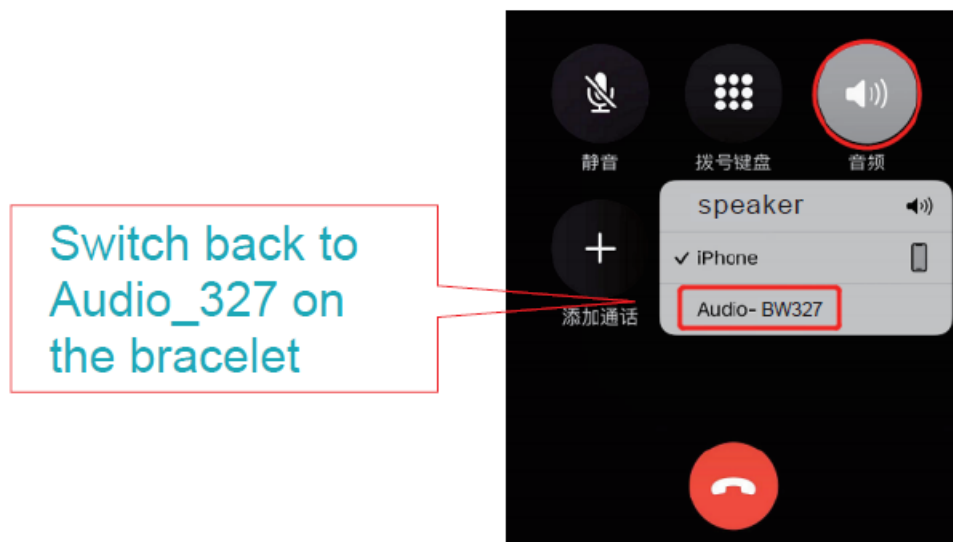 静音
拨号键盘
音频
speaker
iPhone
Audio- BW327
添加通话
Switch back to
Audio_327 on
the bracelet